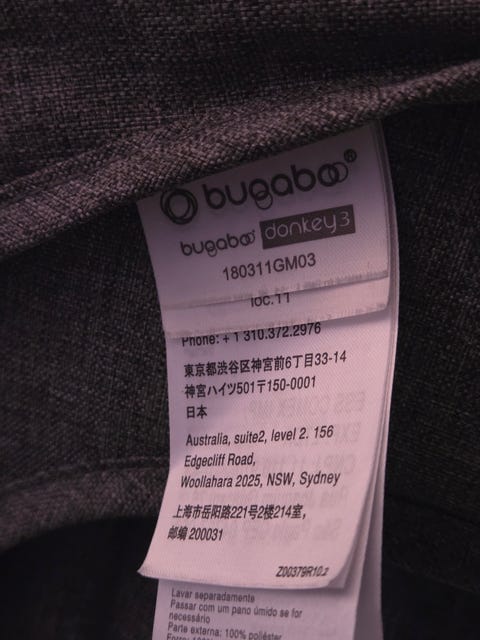 bugaboo®
bugaboo donkey3
180311GM03
loc.11
Phone: + 1 310.372.2976
東京都渋谷区神宮前6丁目33-14
神宮ハイツ501〒150-0001
日本
Australia, suite2, level 2. 156
Edgecliff Road,
Woollahara 2025, NSW, Sydney
上海市岳阳路221号2楼214室,
邮编 200031
Z00379R10.2
Lavar separadamente
Passar com um pano úmido se for
necessário
Parte externa: 100% poliéster